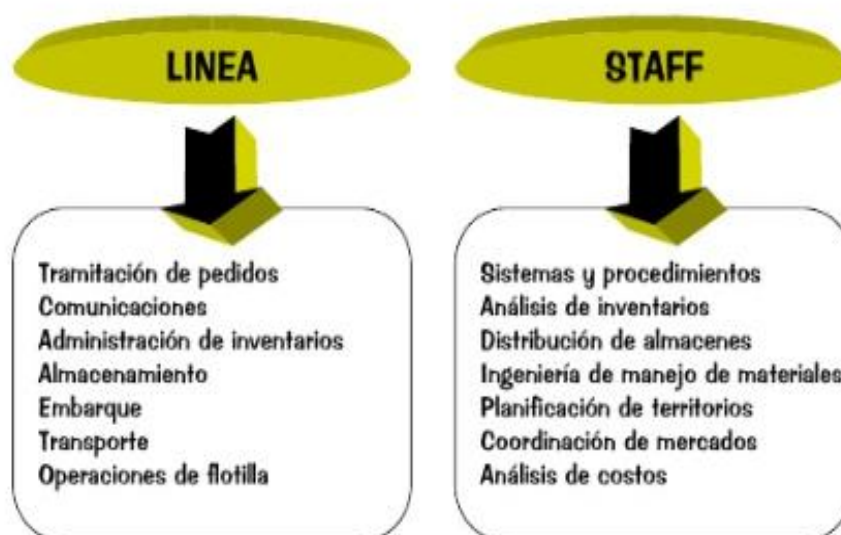 LINEA
Tramitación de pedidos
Comunicaciones
Administración de inventarios
Almacenamiento
Embarque
Transporte
Operaciones de flotilla
STAFF
Sistemas y procedimientos
Análisis de inventarios
Distribución de almacenes
Ingeniería de manejo de materiales
Planificación de territorios
Coordinación de mercados
Análisis de costos